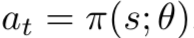 a_t = π(s; θ)